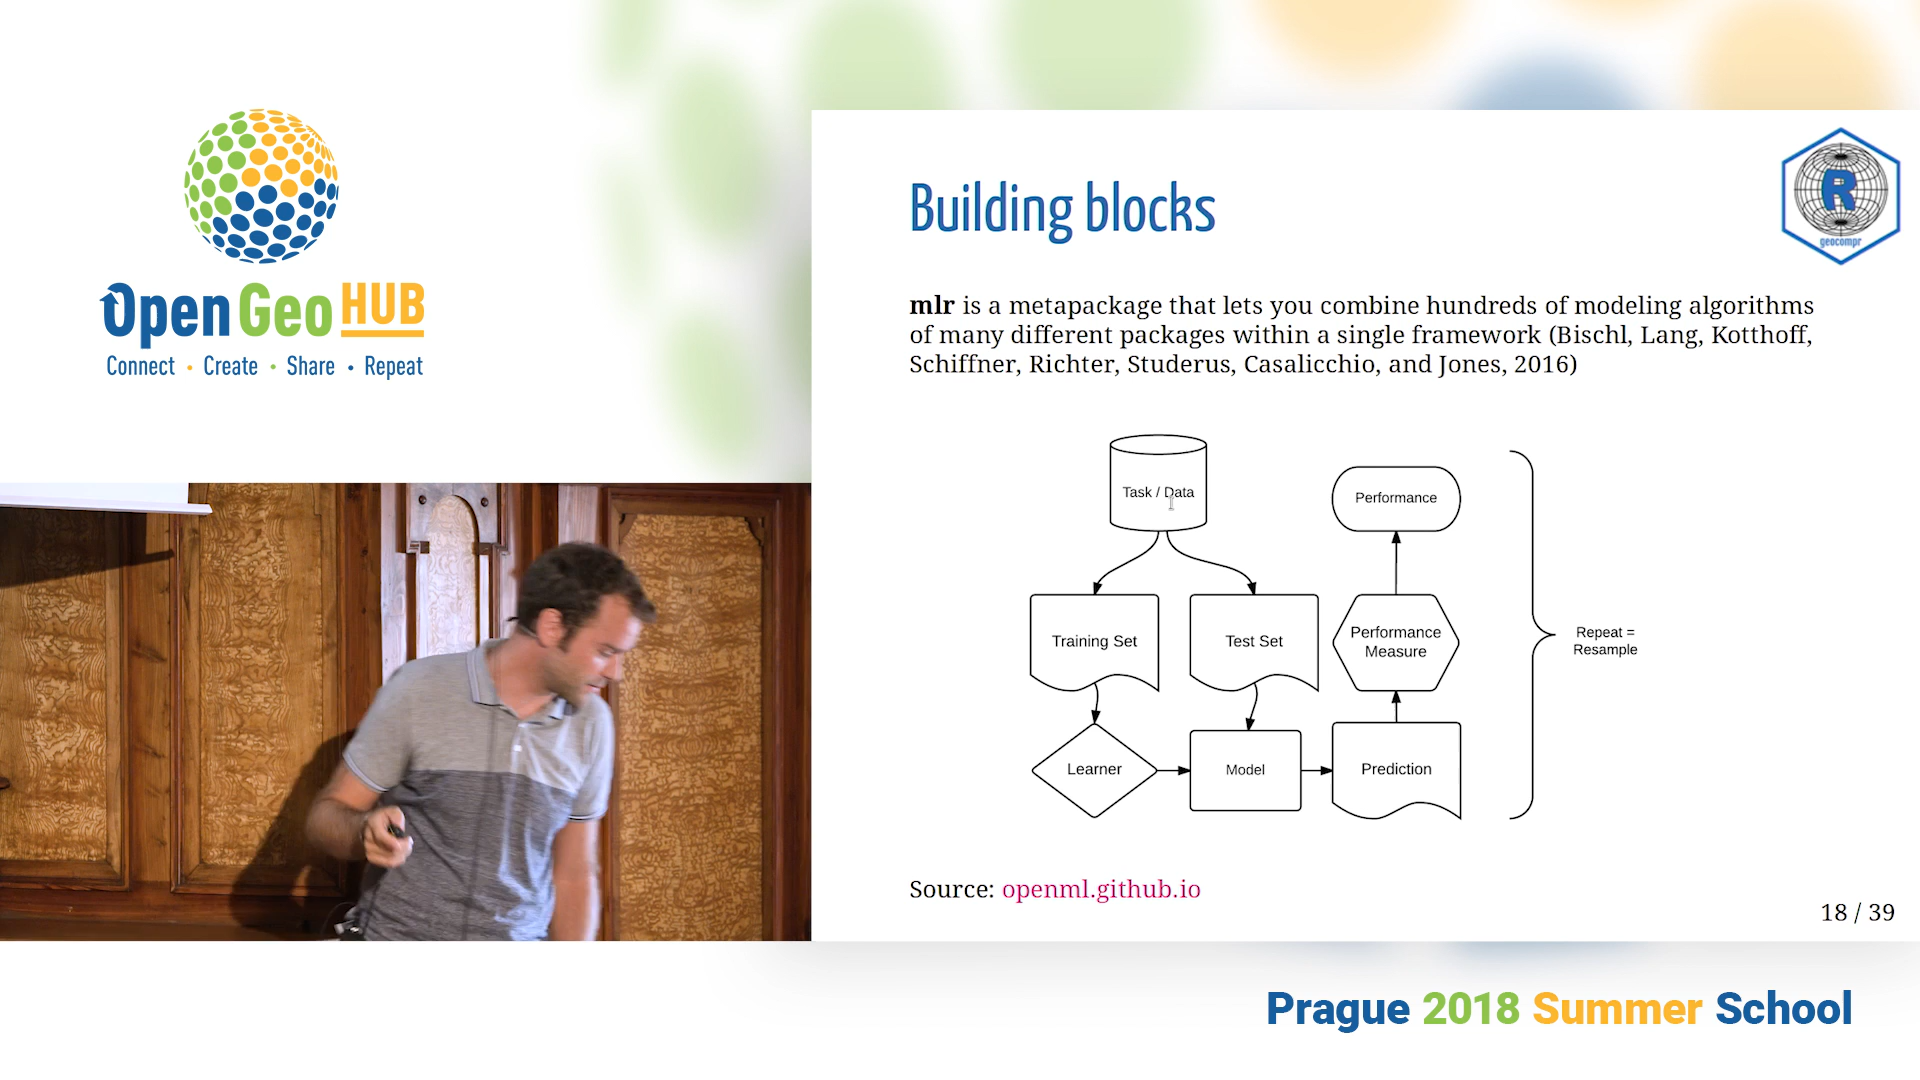 Open Geo HUB
Connect • Create • Share • Repeat
Building blocks
R
geocompr
mlr is a metapackage that lets you combine hundreds of modeling algorithms
of many different packages within a single framework (Bischl, Lang, Kotthoff,
Schiffner, Richter, Studerus, Casalicchio, and Jones, 2016)
Task / Data
Performance
Training Set
Test Set
Performance
Measure
Repeat =
Resample
Learner
Model
Prediction
Source: openml.github.io
18 / 39
Prague 2018 Summer School